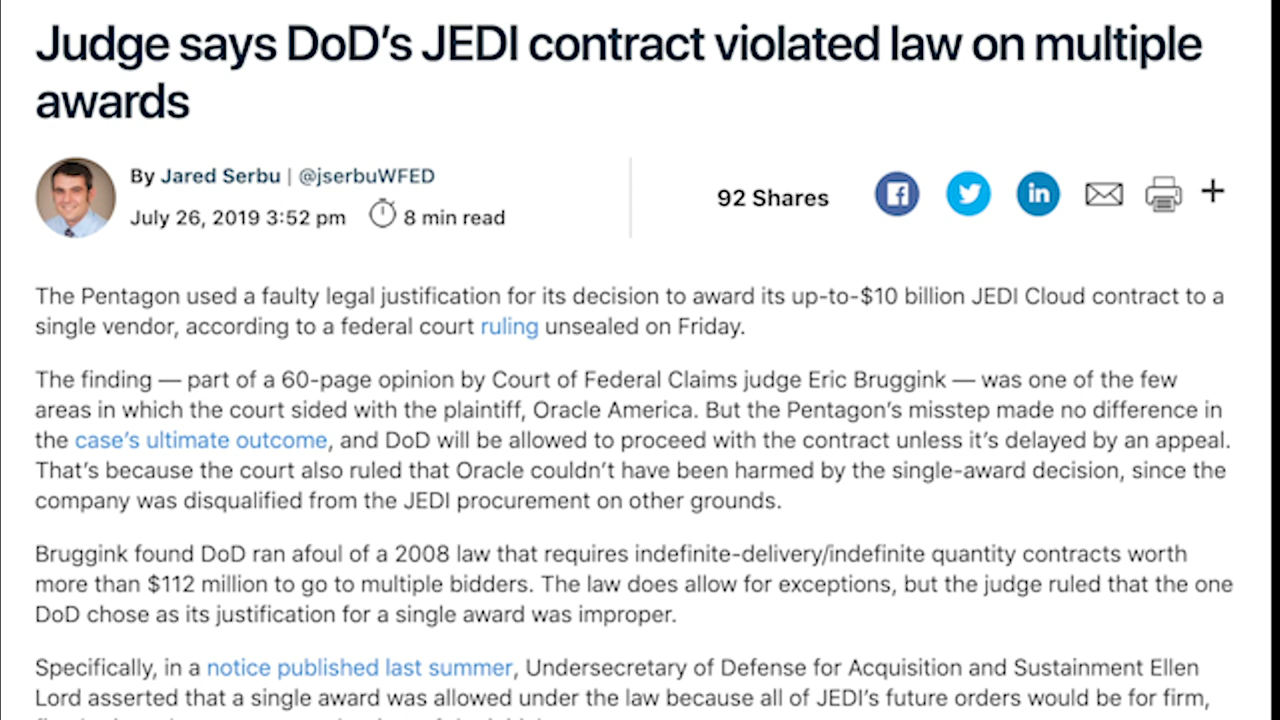 Judge says DoD's JEDI contract violated law on multiple
awards
By Jared Serbu | @jserbuWFED
July 26, 2019 3:52 pm 8 min read
92 Shares
The Pentagon used a faulty legal justification for its decision to award its up-to-$10 billion JEDI Cloud contract to a
single vendor, according to a federal court ruling unsealed on Friday.
The finding — part of a 60-page opinion by Court of Federal Claims judge Eric Bruggink — was one of the few
areas in which the court sided with the plaintiff, Oracle America. But the Pentagon's misstep made no difference in
the case's ultimate outcome, and DoD will be allowed to proceed with the contract unless it's delayed by an appeal.
That's because the court also ruled that Oracle couldn't have been harmed by the single-award decision, since the
company was disqualified from the JEDI procurement on other grounds.
Bruggink found DoD ran afoul of a 2008 law that requires indefinite-delivery/indefinite quantity contracts worth
more than $112 million to go to multiple bidders. The law does allow for exceptions, but the judge ruled that the one
DoD chose as its justification for a single award was improper.
Specifically, in a notice published last summer, Undersecretary of Defense for Acquisition and Sustainment Ellen
Lord asserted that a single award was allowed under the law because all of JEDI's future orders would be for firm,